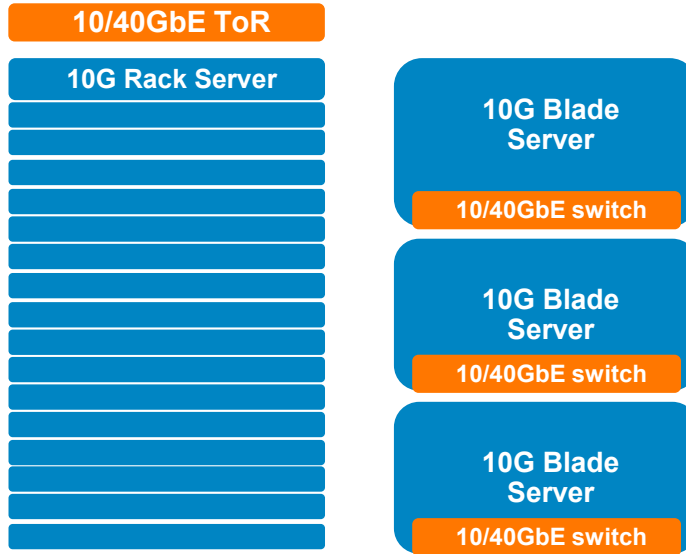 10/40GbE ToR
10G Rack Server
10G Blade
Server
10/40GbE switch
10G Blade
Server
10/40GbE switch
10G Blade
Server
10/40GbE switch